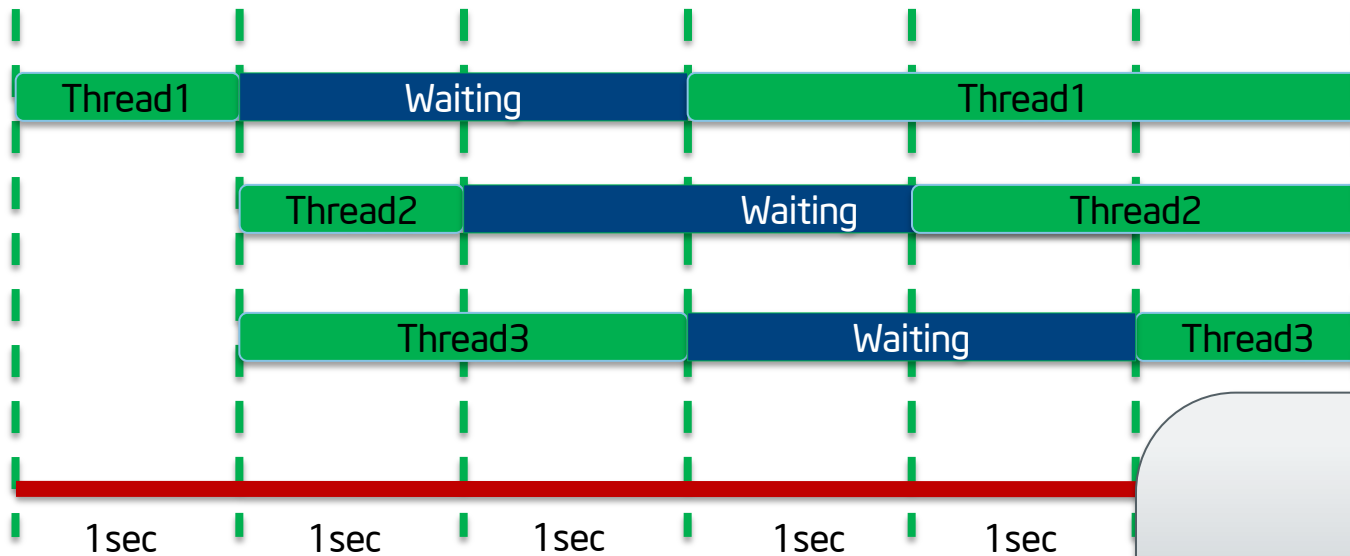 Thread1 Waiting Thread1
Thread2 Waiting Thread2
Thread3 Waiting Thread3
1sec 1sec 1sec 1sec 1sec